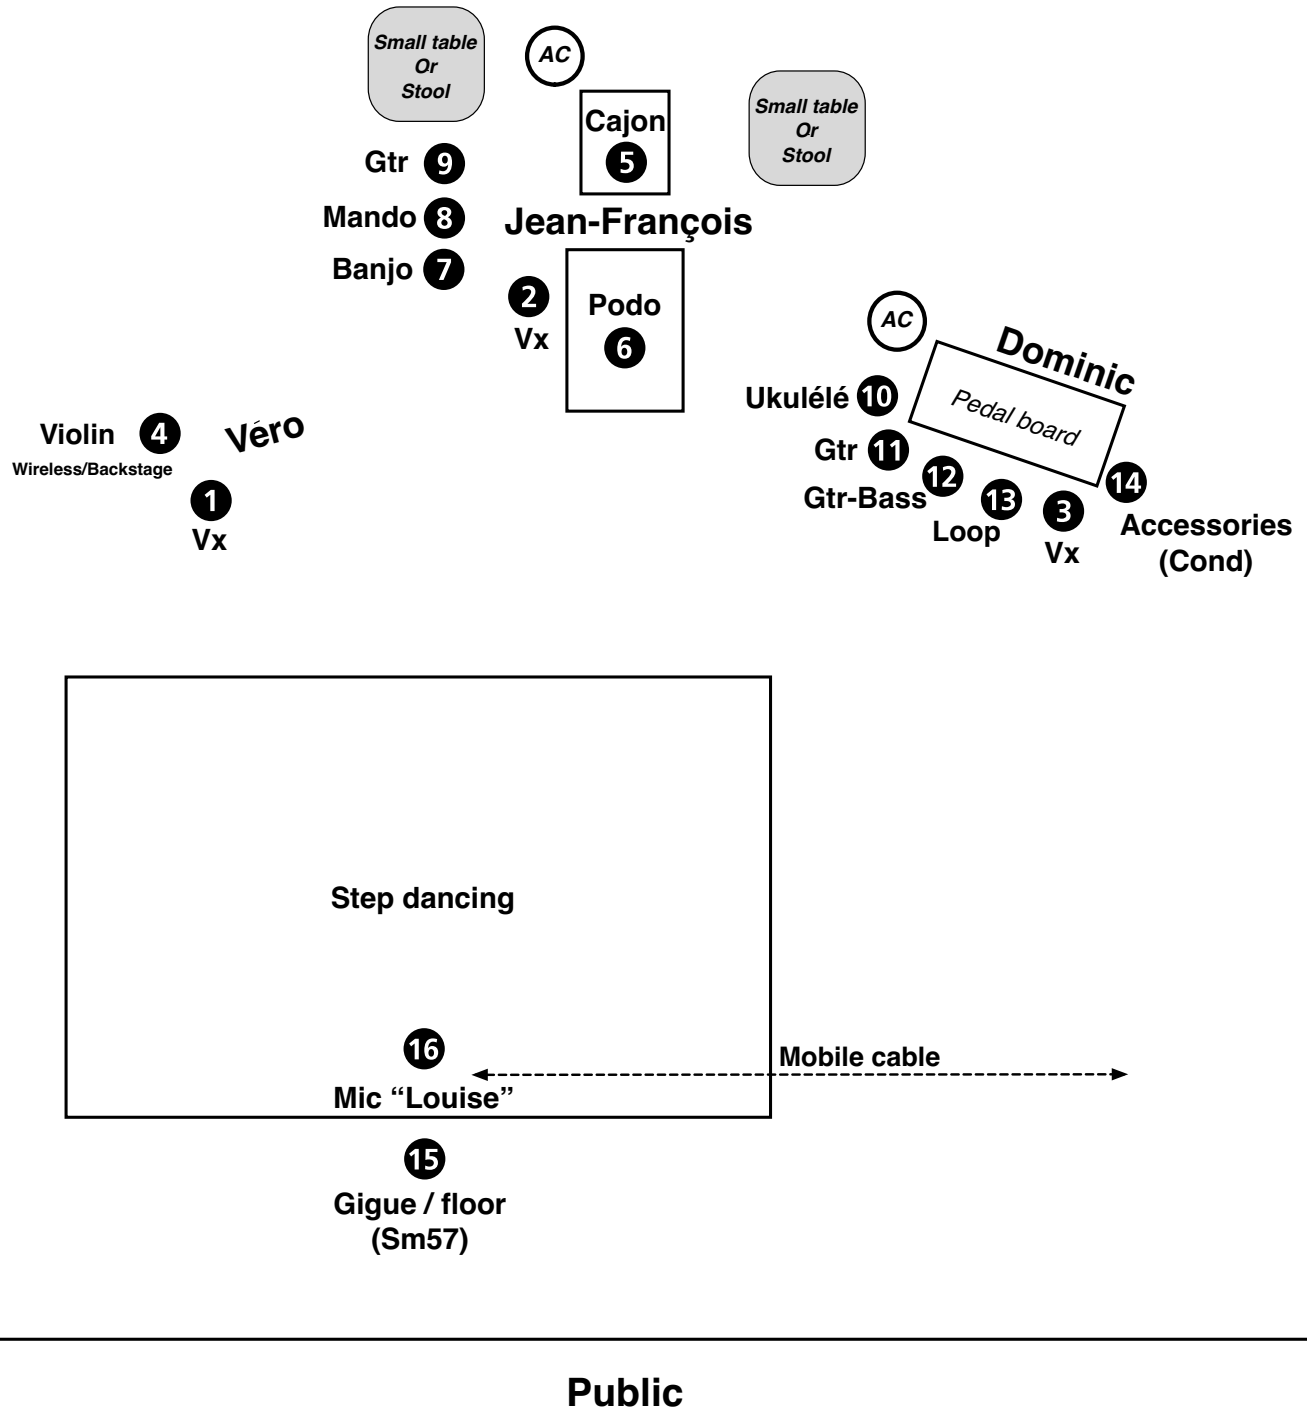 Small table
Or
Stool
AC
Small table
Or
Stool
Cajon
5
Gtr 9
Mando 8
Banjo 7
Jean-François
2
Vx
Podo
6
AC
Dominic
Pedal board
Ukulélé 10
Gtr 11
Gtr-Bass 12
Loop 13
3
Vx
14
Accessories
(Cond)
Violin 4
Wireless/Backstage
Véro
1
Vx
Step dancing
16
Mic “Louise”
Mobile cable
15
Gigue / floor
(Sm57)
Public